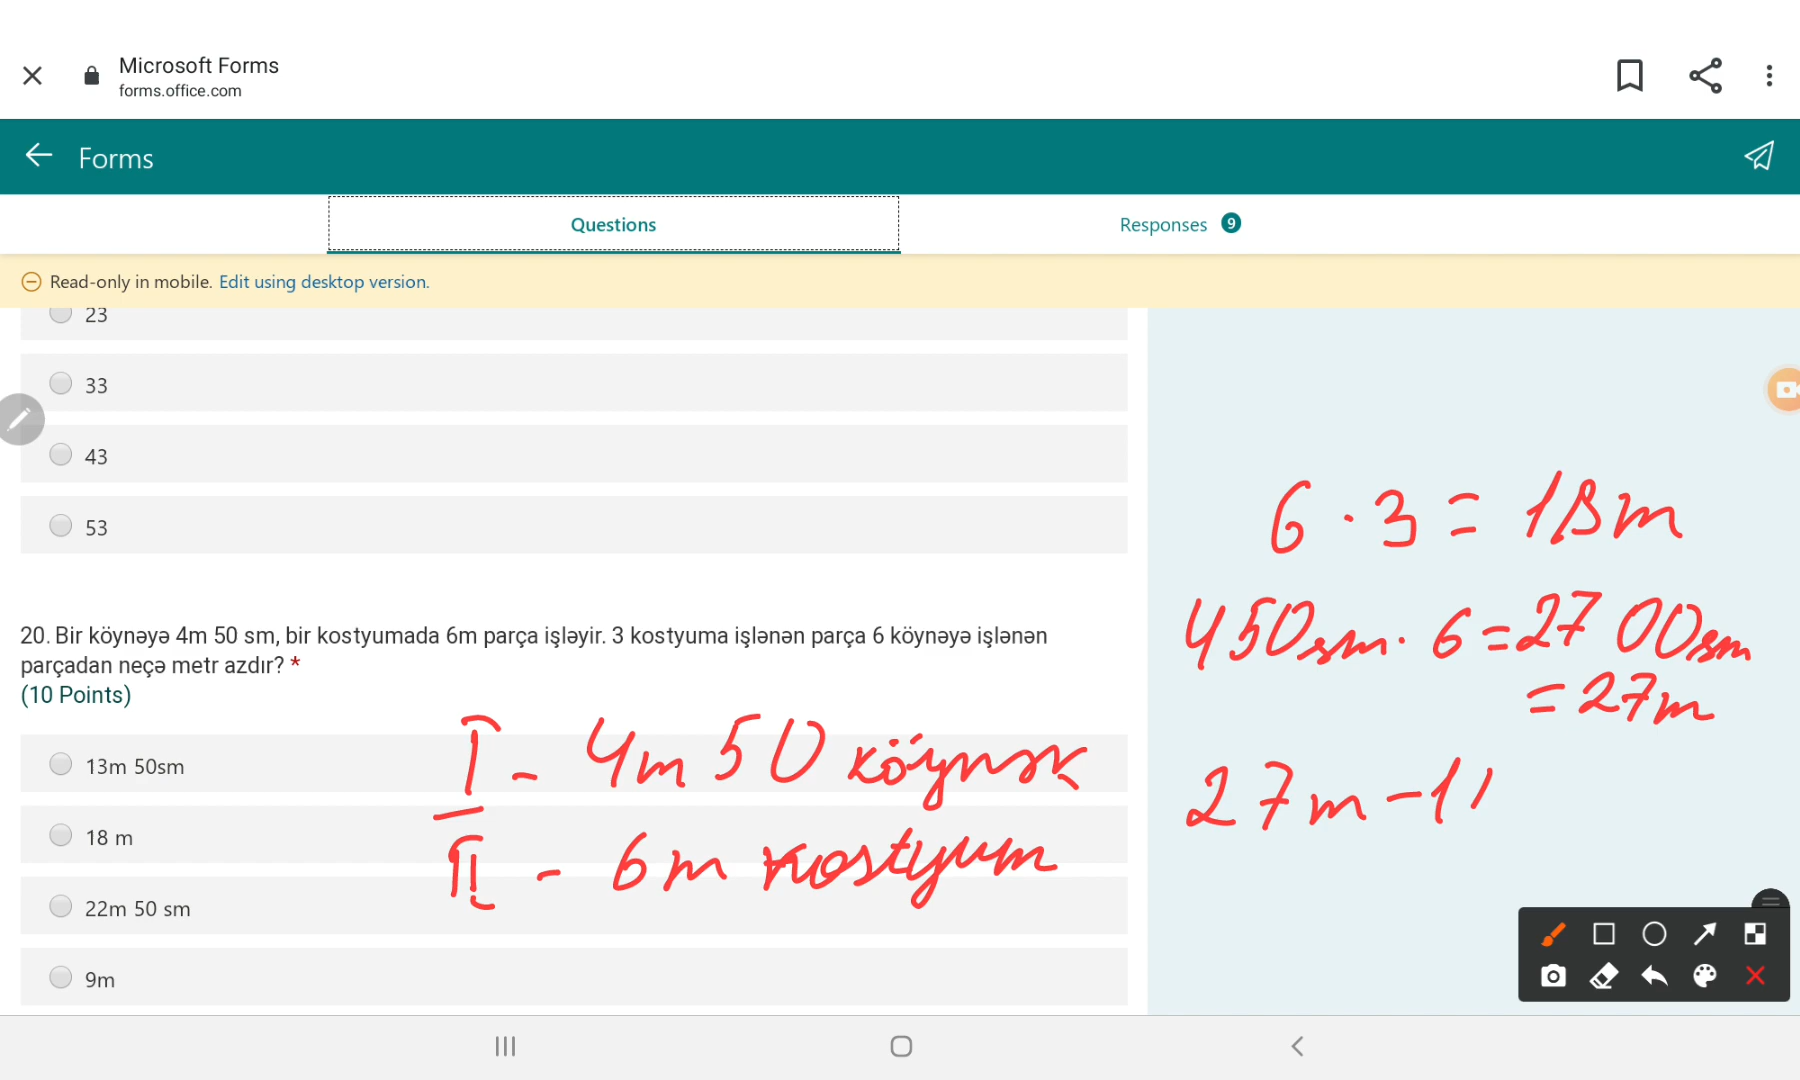 Microsoft Forms
forms.office.com
Forms
Questions
Responses 9
Read-only in mobile. Edit using desktop version.
23
33
43
53
20. Bir köynəyə 4m 50 sm, bir kostyumada 6m parça işləyir. 3 kostyuma işlənən parça 6 köynəyə işlənən
parçadan neçə metr azdır? *
(10 Points)
13m 50sm
18 m
22m 50 sm
9m
I - 4m 50 köynək
II - 6m kostyum
6 · 3 = 18m
450sm · 6 = 2700sm
= 27m
27m - 1